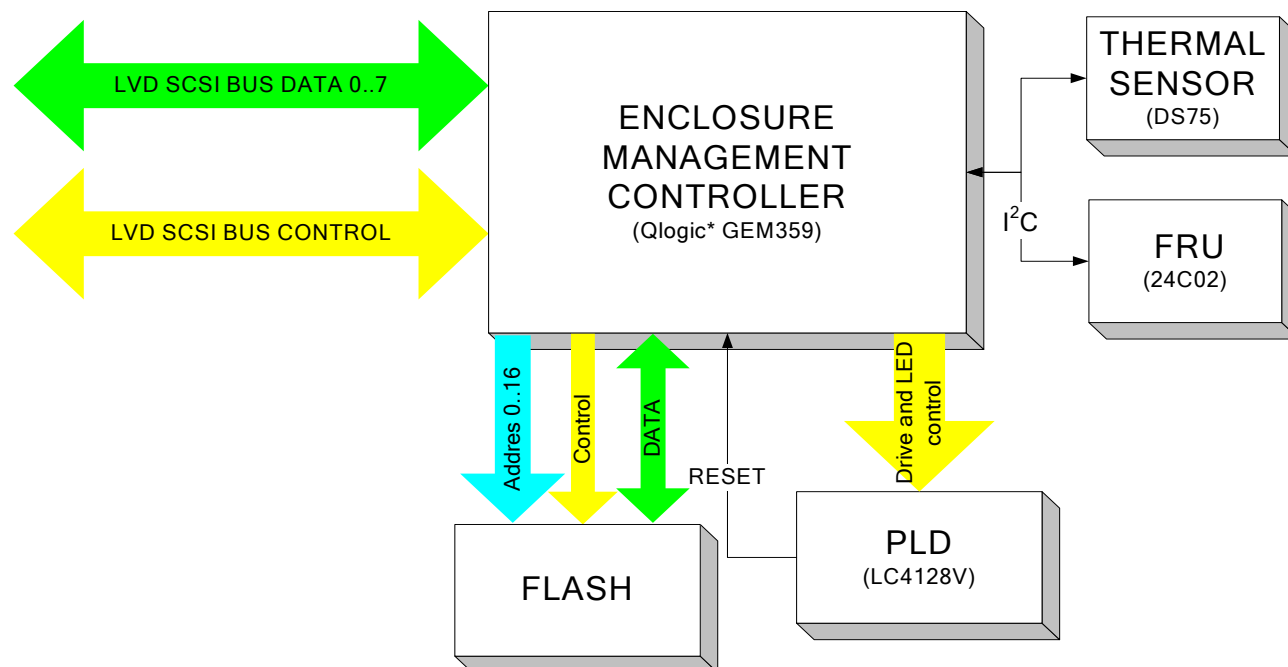 LVD SCSI BUS DATA 0..7
LVD SCSI BUS CONTROL
ENCLOSURE
MANAGEMENT
CONTROLLER
(Qlogic* GEM359)
THERMAL
SENSOR
(DS75)
I²C
FRU
(24C02)
Addres 0..16
Control
DATA
RESET
Drive and LED
control
FLASH
PLD
(LC4128V)